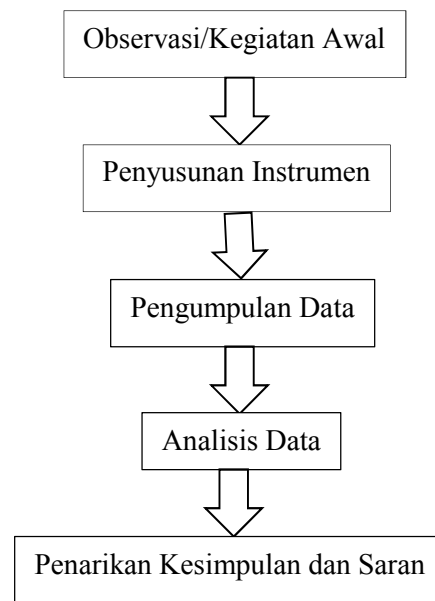 Observasi/Kegiatan Awal
Penyusunan Instrumen
Pengumpulan Data
Analisis Data
Penarikan Kesimpulan dan Saran